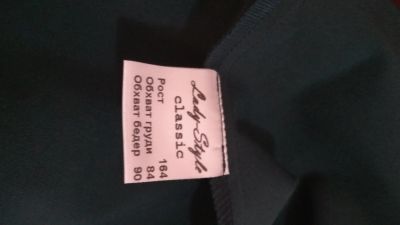 Lady Style
classic
Рост 164
Обхват груди 84
Обхват бедер 90